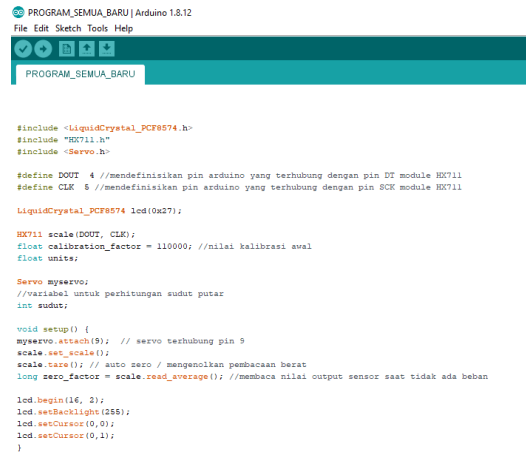 PROGRAM_SEMUA_BARU | Arduino 1.8.12
File Edit Sketch Tools Help
PROGRAM_SEMUA_BARU
#include <LiquidCrystal_PCF8574.h>
#include "HX711.h"
#include <Servo.h>
#define DOUT 4 //mendefinisikan pin arduino yang terhubung dengan pin DT module HX711
#define CLK 5 //mendefinisikan pin arduino yang terhubung dengan pin SCK module HX711
LiquidCrystal_PCF8574 lcd(0x27);
HX711 scale(DOUT, CLK);
float calibration_factor = 110000; //nilai kalibrasi awal
float units;
Servo myservo;
//variabel untuk perhitungan sudut putar
int sudut;
void setup() {
myservo.attach(9); // servo terhubung pin 9
scale.set_scale();
scale.tare(); // auto zero / mengenolkan pembacaan berat
long zero_factor = scale.read_average(); //membaca nilai output sensor saat tidak ada beban
lcd.begin(16, 2);
lcd.setBacklight(255);
lcd.setCursor(0,0);
lcd.setCursor(0,1);
}